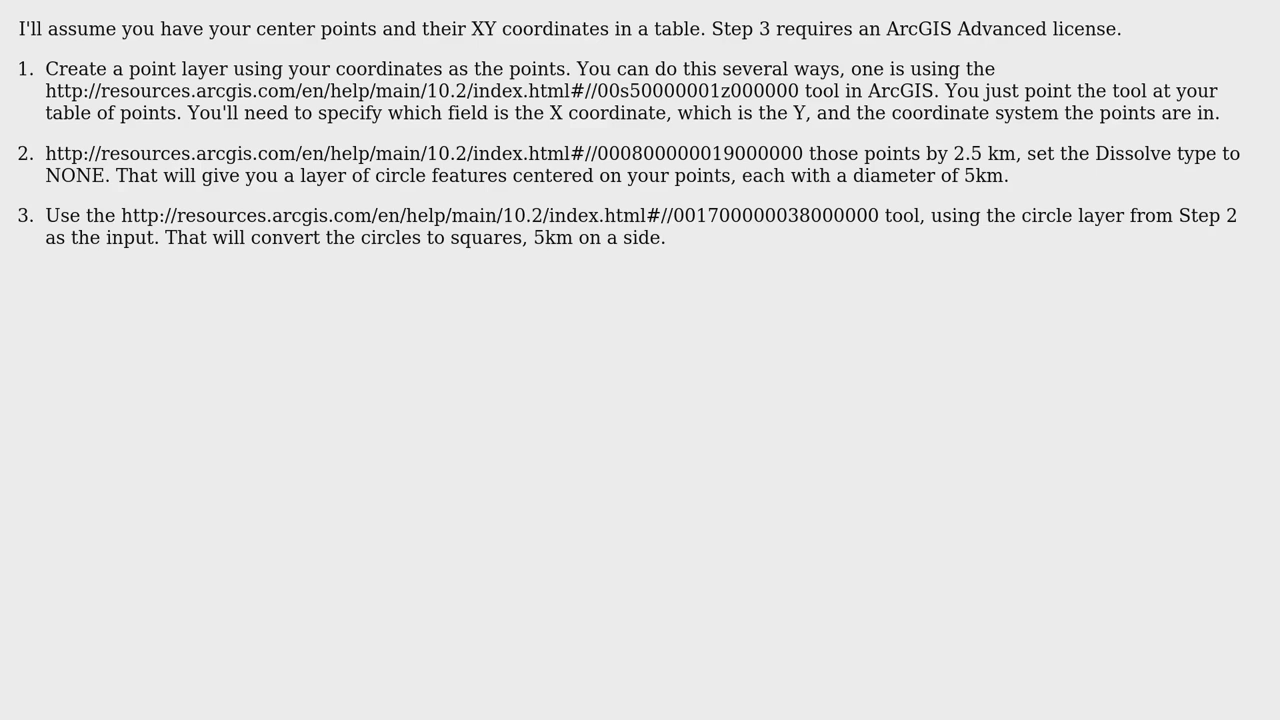 I'll assume you have your center points and their XY coordinates in a table. Step 3 requires an ArcGIS Advanced license.
1. Create a point layer using your coordinates as the points. You can do this several ways, one is using the
http://resources.arcgis.com/en/help/main/10.2/index.html#//00s50000001z000000 tool in ArcGIS. You just point the tool at your
table of points. You'll need to specify which field is the X coordinate, which is the Y, and the coordinate system the points are in.
2. http://resources.arcgis.com/en/help/main/10.2/index.html#//000800000019000000 those points by 2.5 km, set the Dissolve type to
NONE. That will give you a layer of circle features centered on your points, each with a diameter of 5km.
3. Use the http://resources.arcgis.com/en/help/main/10.2/index.html#//001700000038000000 tool, using the circle layer from Step 2
as the input. That will convert the circles to squares, 5km on a side.